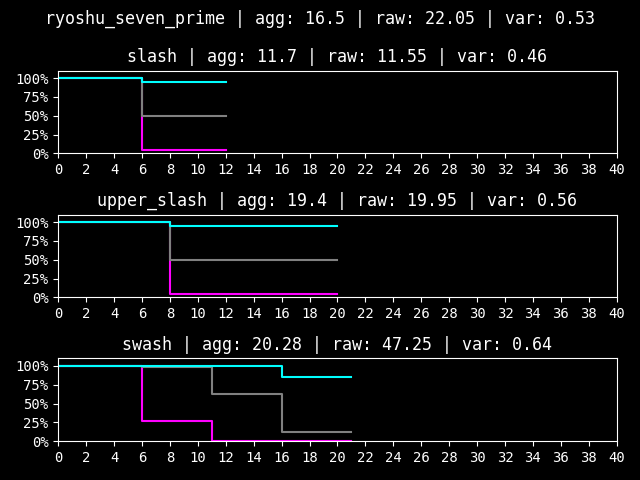 ryoshu_seven_prime | agg: 16.5 | raw: 22.05 | var: 0.53
slash | agg: 11.7 | raw: 11.55 | var: 0.46
100%
75%
50%
25%
0%
0 2 4 6 8 10 12 14 16 18 20 22 24 26 28 30 32 34 36 38 40
upper_slash | agg: 19.4 | raw: 19.95 | var: 0.56
100%
75%
50%
25%
0%
0 2 4 6 8 10 12 14 16 18 20 22 24 26 28 30 32 34 36 38 40
swash | agg: 20.28 | raw: 47.25 | var: 0.64
100%
75%
50%
25%
0%
0 2 4 6 8 10 12 14 16 18 20 22 24 26 28 30 32 34 36 38 40